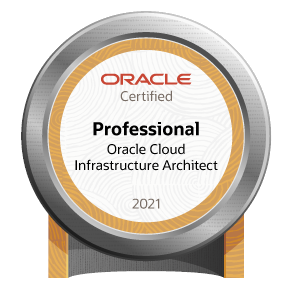 ORACLE
Certified
Professional
Oracle Cloud
Infrastructure Architect
2021